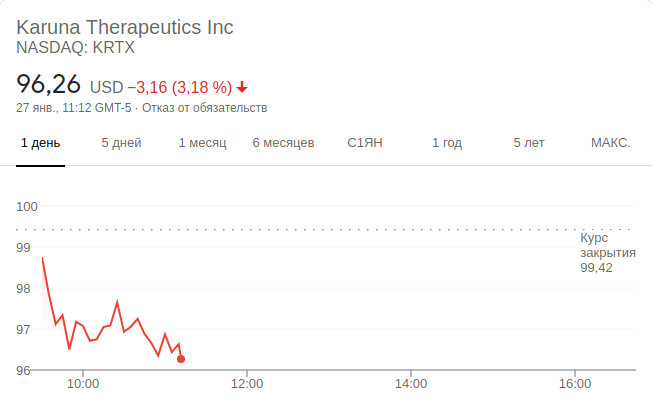 Karuna Therapeutics Inc
NASDAQ: KRTX
96,26 USD −3,16 (3,18 %)
27 янв., 11:12 GMT-5 · Отказ от обязательств
1 день 5 дней 1 месяц 6 месяцев С1ЯН 1 год 5 лет МАКС.
100
99
98
97
96
Курс
закрытия
99,42
10:00 12:00 14:00 16:00